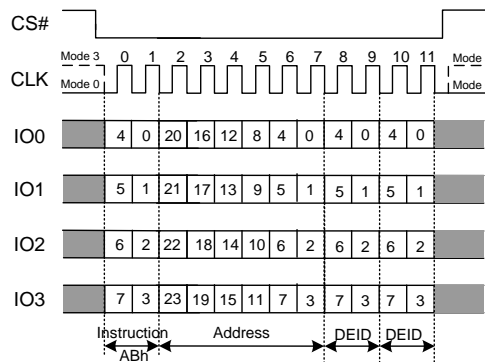 CS#
Mode 3 0 1 2 3 4 5 6 7 8 9 10 11 Mode
CLK
Mode 0 Mode
IO0 4 0 20 16 12 8 4 0 4 0 4 0
IO1 5 1 21 17 13 9 5 1 5 1 5 1
IO2 6 2 22 18 14 10 6 2 6 2 6 2
IO3 7 3 23 19 15 11 7 3 7 3 7 3
Instruction Address DEID DEID
ABh